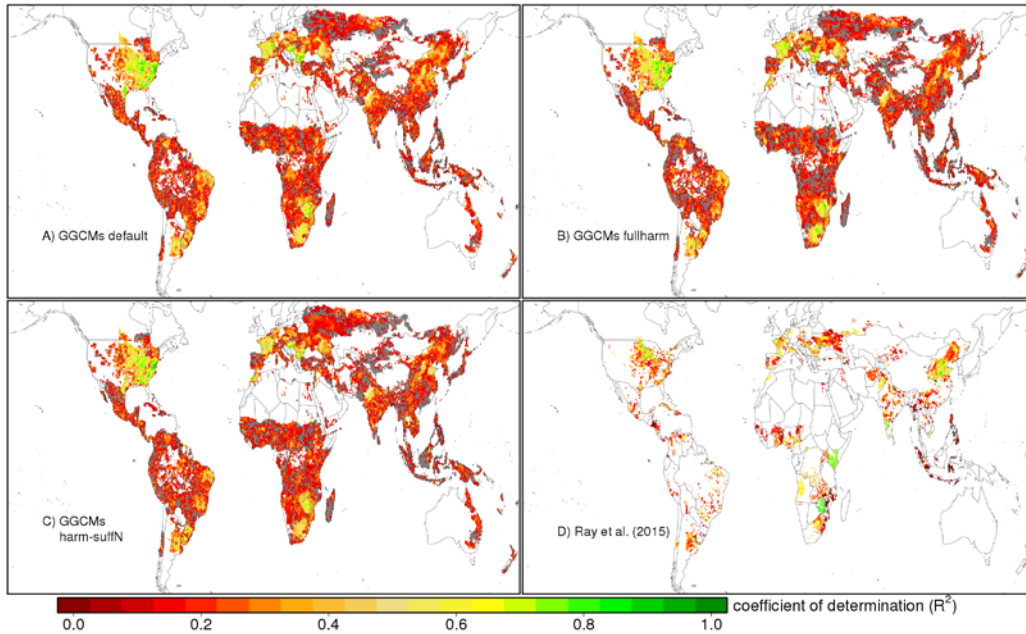 A) GGCMs default
B) GGCMs fullharm
C) GGCMs
harm-suffN
D) Ray et al. (2015)
0.0 0.2 0.4 0.6 0.8 1.0
coefficient of determination (R²)